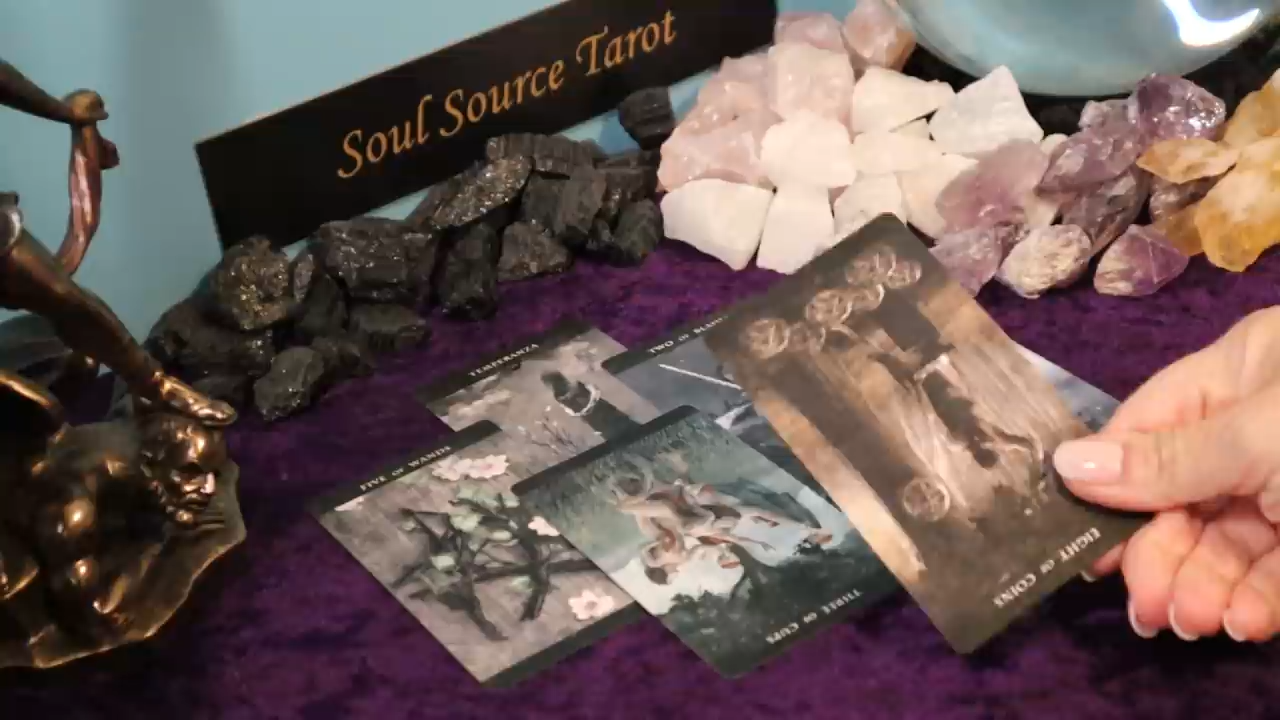 Soul Source Tarot
TEMPERANZA
TWO OF BLADES
FIVE OF WANDS
THREE OF CUPS
EIGHT OF COINS